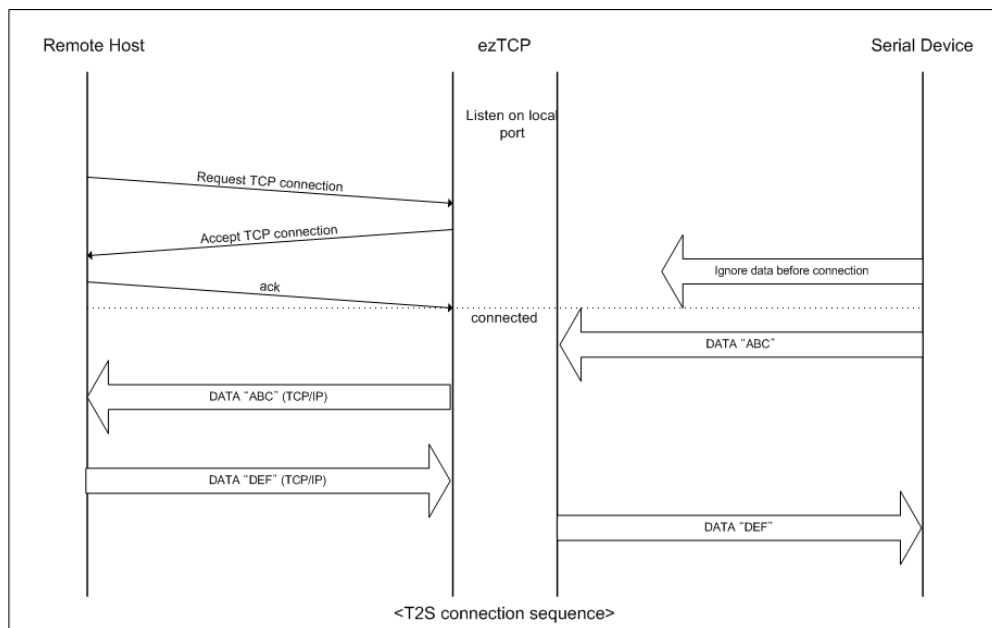 Remote Host
ezTCP
Serial Device
Listen on local
port
Request TCP connection
Accept TCP connection
Ignore data before connection
ack
connected
DATA “ABC”
DATA “ABC” (TCP/IP)
DATA “DEF” (TCP/IP)
DATA “DEF”
<T2S connection sequence>